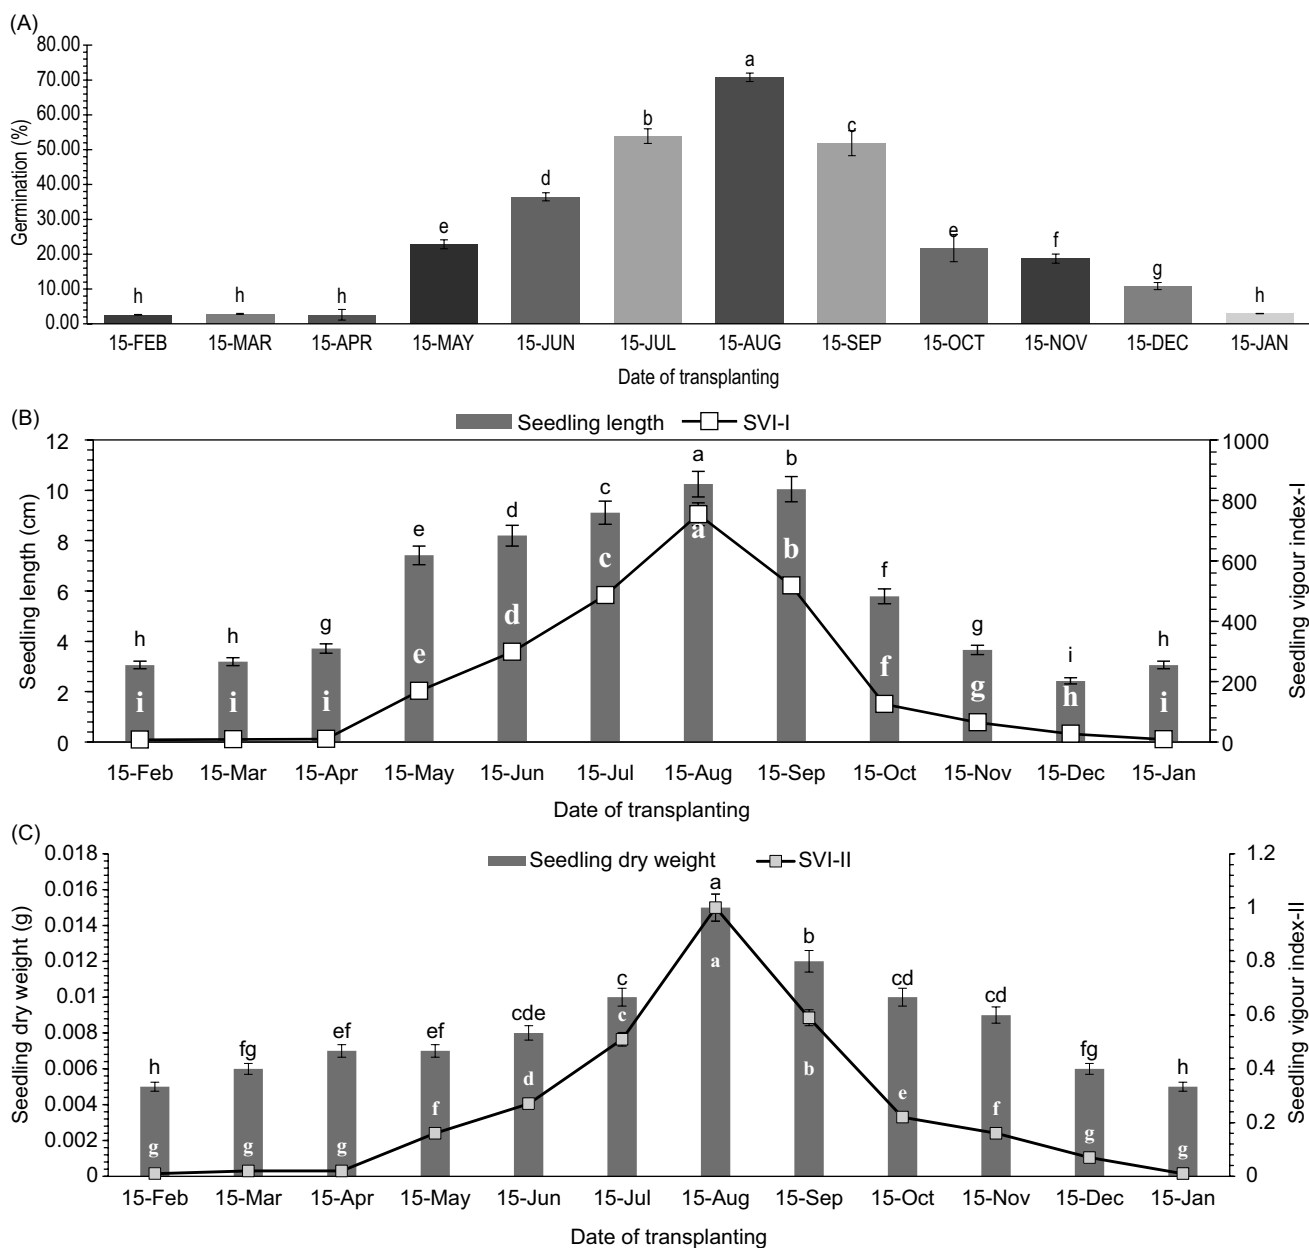 (A)
80.00
70.00
60.00
50.00
40.00
30.00
20.00
10.00
0.00
Germination (%)
h h h e d b a c e f g h
15-FEB 15-MAR 15-APR 15-MAY 15-JUN 15-JUL 15-AUG 15-SEP 15-OCT 15-NOV 15-DEC 15-JAN
Date of transplanting
(B)
Seedling length SVI-I
12
10
8
6
4
2
0
Seedling length (cm)
h h g e d c a b f g i h
i i i e d c a b f g h i
1000
800
600
400
200
0
Seedling vigour index-I
15-Feb 15-Mar 15-Apr 15-May 15-Jun 15-Jul 15-Aug 15-Sep 15-Oct 15-Nov 15-Dec 15-Jan
Date of transplanting
(C)
Seedling dry weight SVI-II
0.018
0.016
0.014
0.012
0.01
0.008
0.006
0.004
0.002
0
Seedling dry weight (g)
h fg ef ef cde c a b cd cd fg h
g g g f d c a b e f g g
1.2
1
0.8
0.6
0.4
0.2
0
Seedling vigour index-II
15-Feb 15-Mar 15-Apr 15-May 15-Jun 15-Jul 15-Aug 15-Sep 15-Oct 15-Nov 15-Dec 15-Jan
Date of transplanting